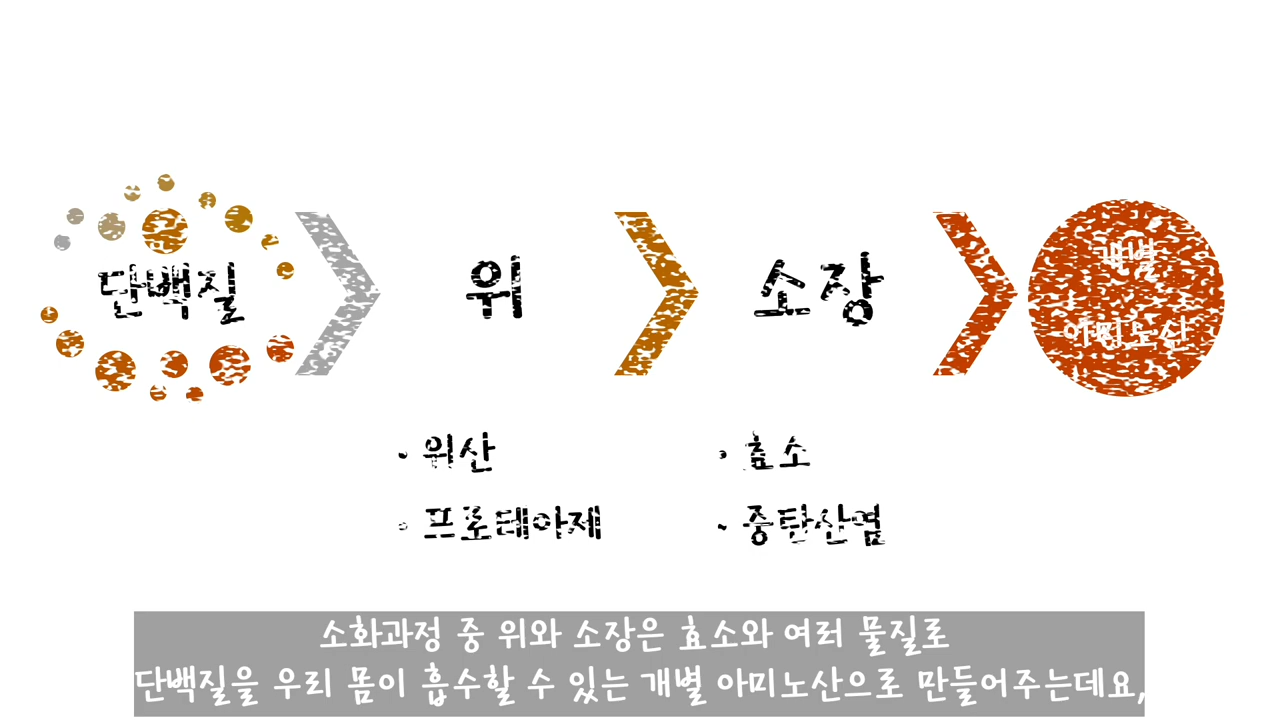 단백질
위
소장
개별
아미노산
· 위산
· 프로테아제
· 효소
· 중탄산염
소화과정 중 위와 소장은 효소와 여러 물질로
단백질을 우리 몸이 흡수할 수 있는 개별 아미노산으로 만들어주는데요,